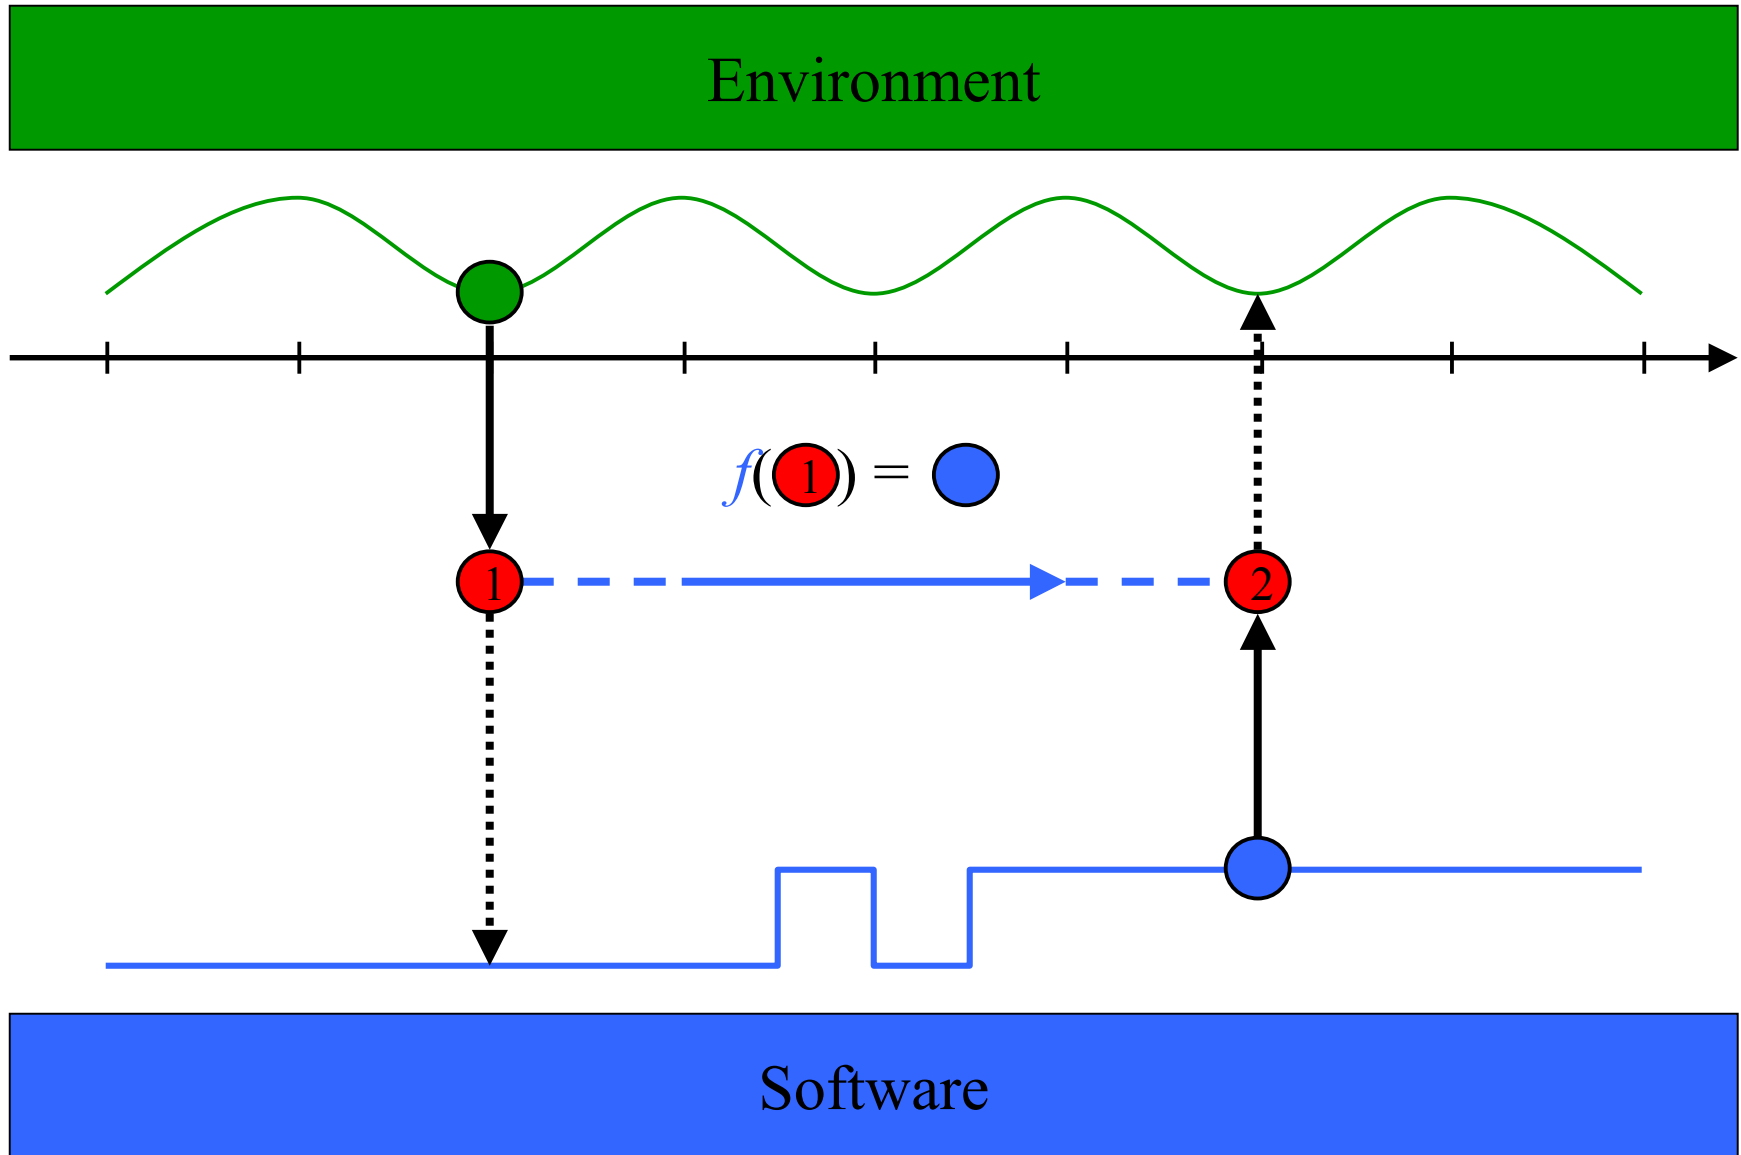 Environment
f(1) =
1
2
Software